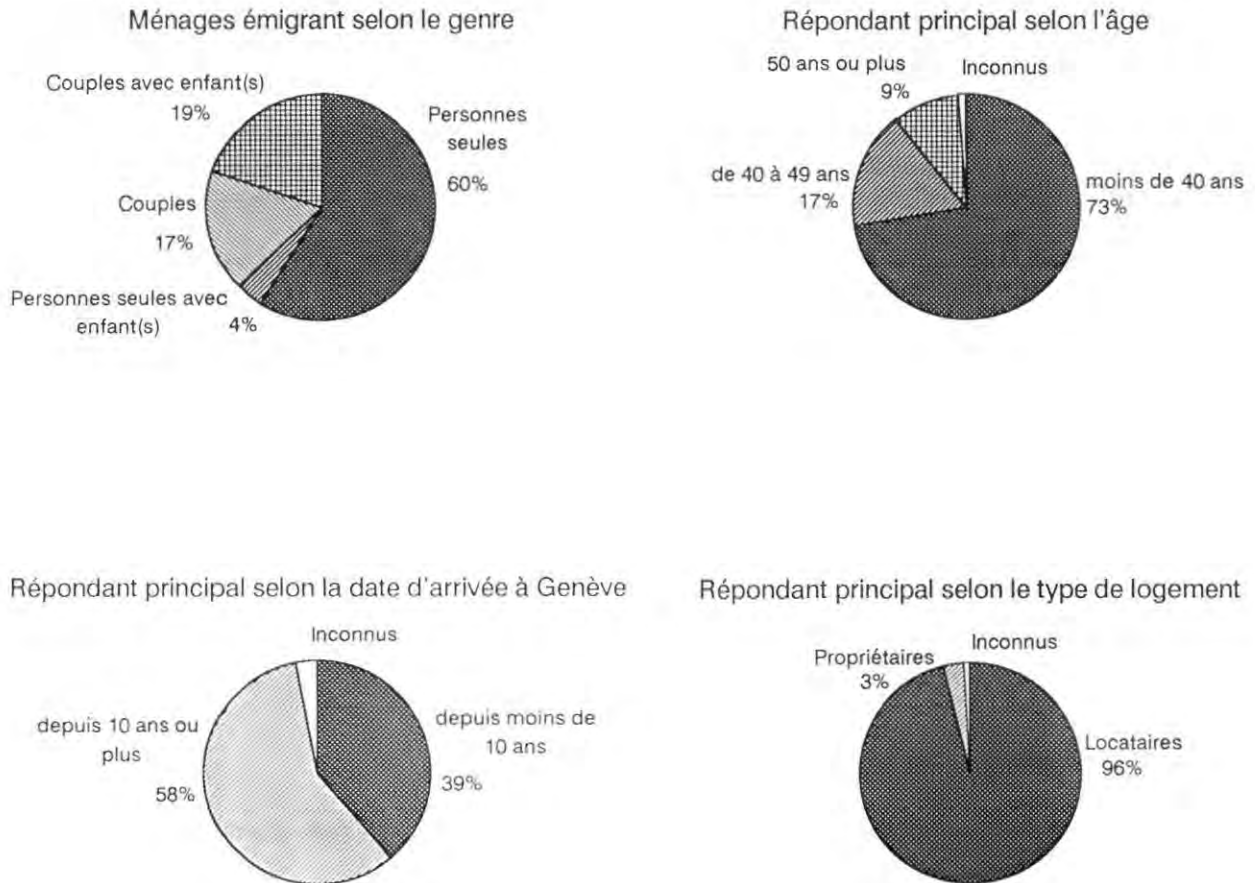 Ménages émigrant selon le genre
Couples avec enfant(s)
19%
Personnes
seules
60%
Couples
17%
Personnes seules avec
enfant(s)
4%
Répondant principal selon l'âge
50 ans ou plus
9%
Inconnus
de 40 à 49 ans
17%
moins de 40 ans
73%
Répondant principal selon la date d'arrivée à Genève
Inconnus
depuis 10 ans ou
plus
58%
depuis moins de
10 ans
39%
Répondant principal selon le type de logement
Propriétaires
3%
Inconnus
Locataires
96%